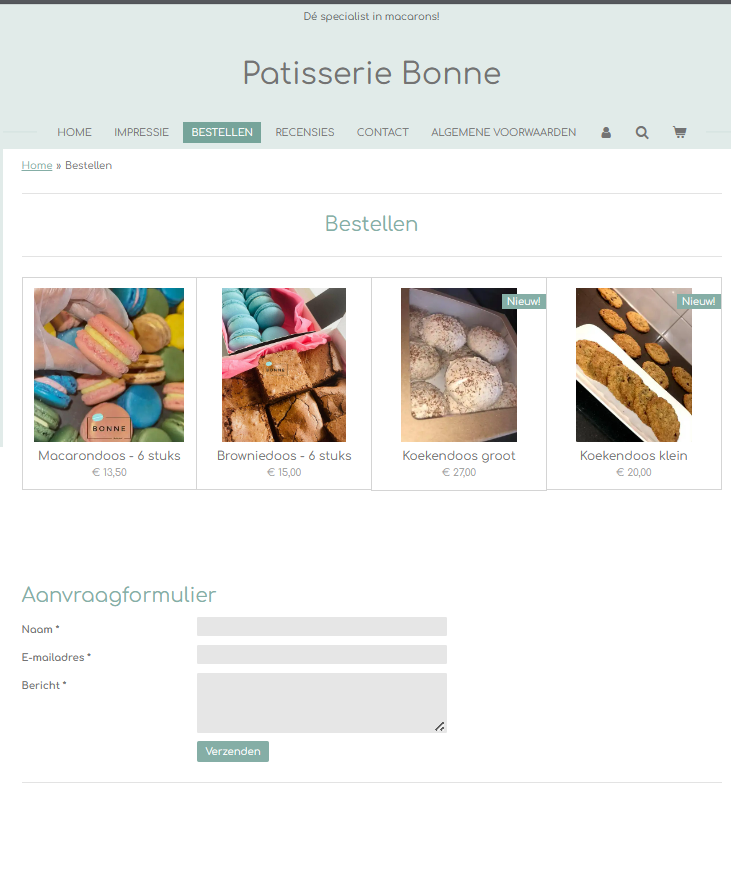 Dé specialist in macarons!
Patisserie Bonne
HOME IMPRESSIE BESTELLEN RECENSIES CONTACT ALGEMENE VOORWAARDEN
Home » Bestellen
Bestellen
Nieuw! Nieuw!
BONNE
BONNE
Macarondoos - 6 stuks Browniedoos - 6 stuks Koekendoos groot Koekendoos klein
€ 13,50 € 15,00 € 27,00 € 20,00
Aanvraagformulier
Naam *
E-mailadres *
Bericht *
Verzenden